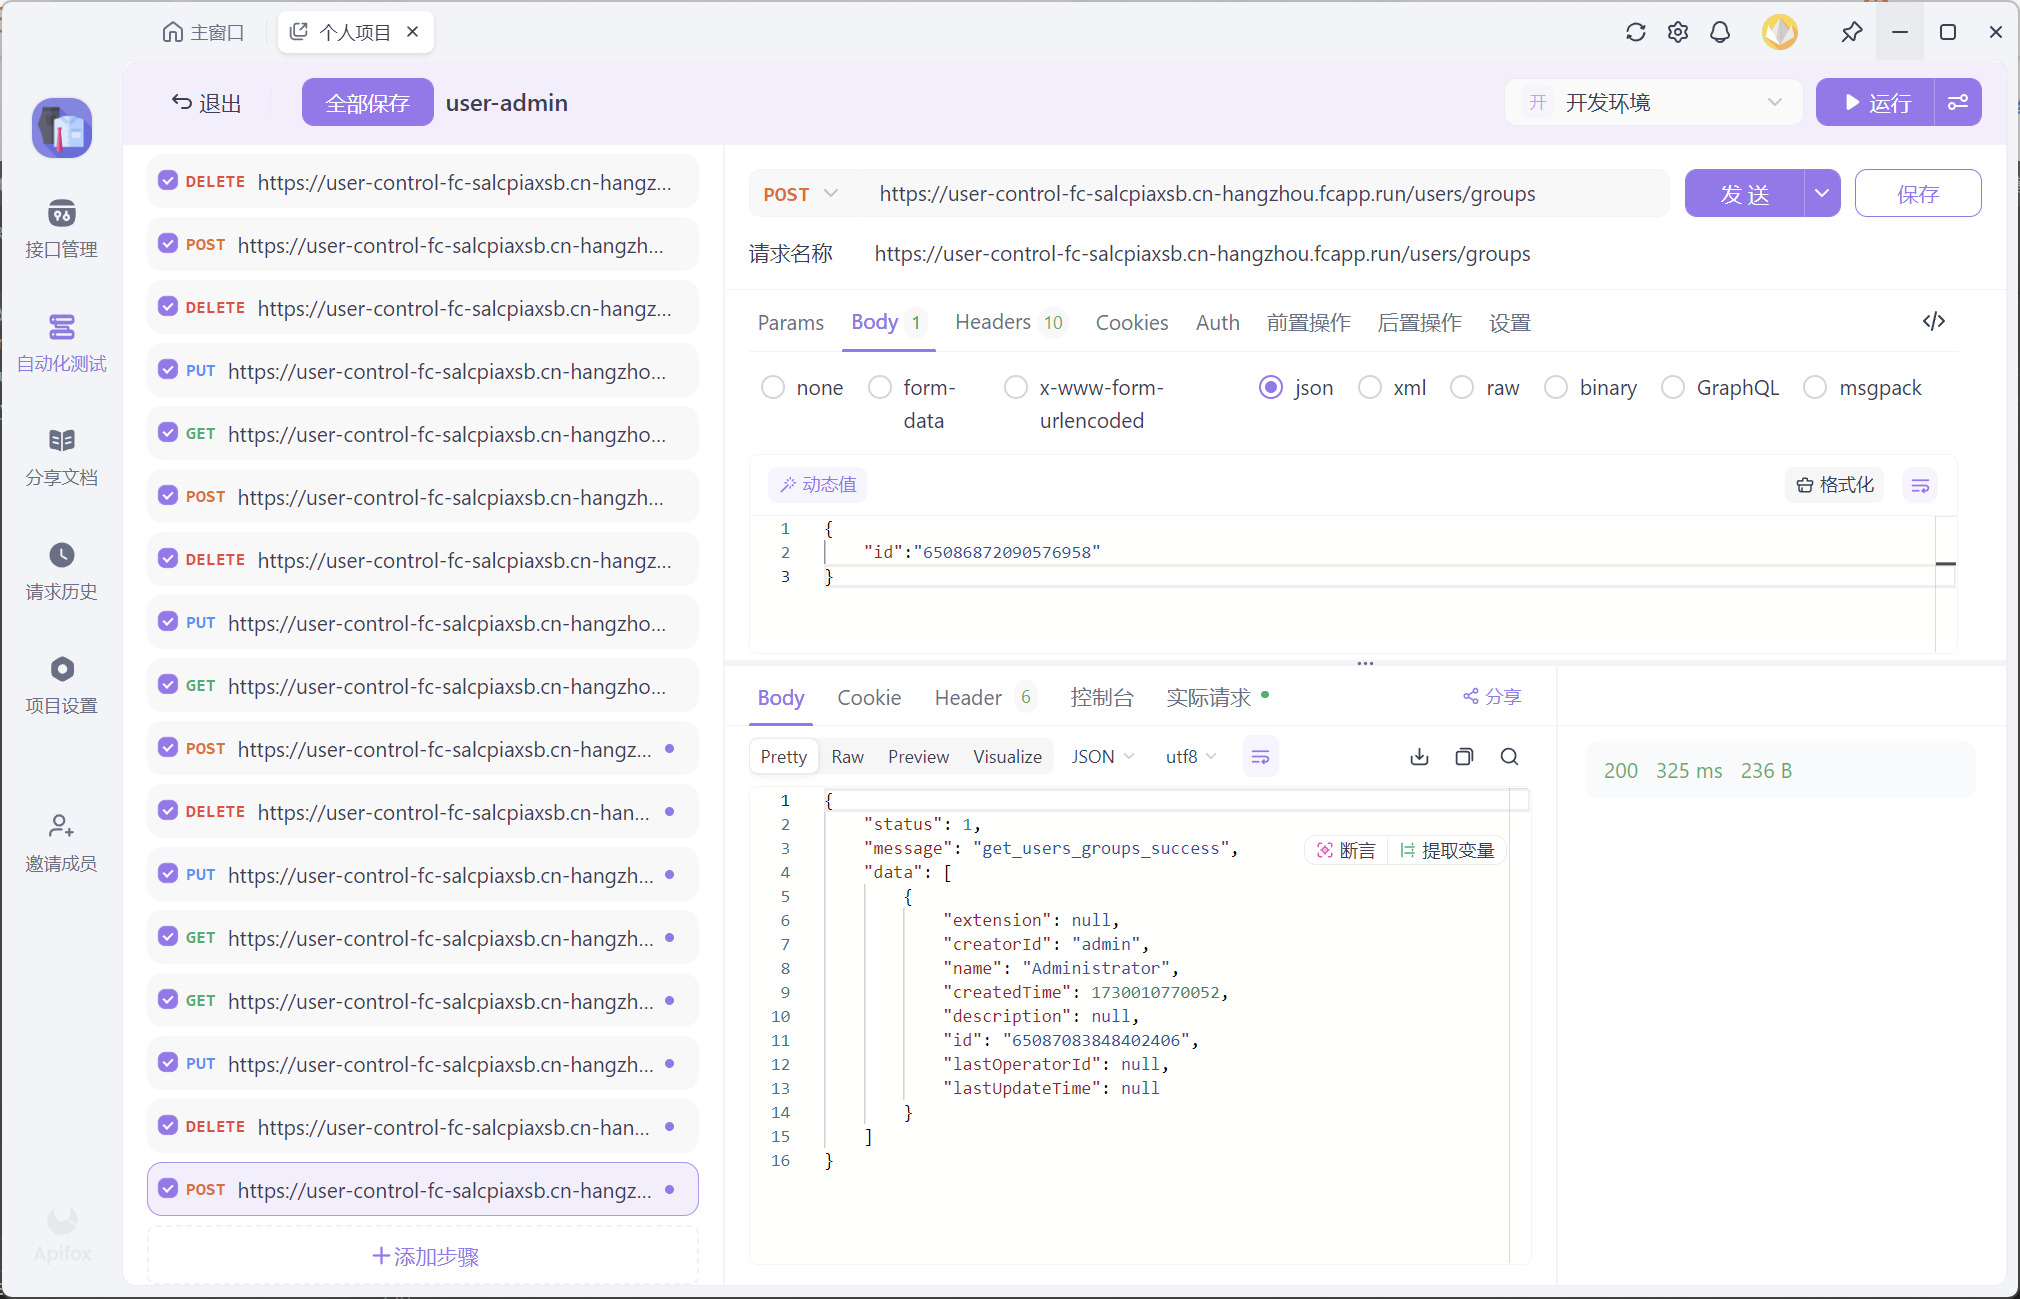 主窗口
个人项目
退出
全部保存
user-admin
开 开发环境
运行
接口管理
自动化测试
分享文档
请求历史
项目设置
邀请成员
Apifox
DELETE https://user-control-fc-salcpiaxsb.cn-hangz...
POST https://user-control-fc-salcpiaxsb.cn-hangzh...
DELETE https://user-control-fc-salcpiaxsb.cn-hangz...
PUT https://user-control-fc-salcpiaxsb.cn-hangzho...
GET https://user-control-fc-salcpiaxsb.cn-hangzho...
POST https://user-control-fc-salcpiaxsb.cn-hangzh...
DELETE https://user-control-fc-salcpiaxsb.cn-hangz...
PUT https://user-control-fc-salcpiaxsb.cn-hangzho...
GET https://user-control-fc-salcpiaxsb.cn-hangzho...
POST https://user-control-fc-salcpiaxsb.cn-hangz...
DELETE https://user-control-fc-salcpiaxsb.cn-han...
PUT https://user-control-fc-salcpiaxsb.cn-hangzh...
GET https://user-control-fc-salcpiaxsb.cn-hangzh...
GET https://user-control-fc-salcpiaxsb.cn-hangzh...
PUT https://user-control-fc-salcpiaxsb.cn-hangzh...
DELETE https://user-control-fc-salcpiaxsb.cn-han...
POST https://user-control-fc-salcpiaxsb.cn-hangz...
添加步骤
POST https://user-control-fc-salcpiaxsb.cn-hangzhou.fcapp.run/users/groups
发送
保存
请求名称 https://user-control-fc-salcpiaxsb.cn-hangzhou.fcapp.run/users/groups
Params Body 1 Headers 10 Cookies Auth 前置操作 后置操作 设置
none form-data x-www-form-urlencoded json xml raw binary GraphQL msgpack
动态值 格式化
1 {
2 "id":"65086872090576958"
3 }
Body Cookie Header 6 控制台 实际请求 分享
Pretty Raw Preview Visualize JSON utf8
200 325 ms 236 B
1 {
2 "status": 1,
3 "message": "get_users_groups_success",
断言 提取变量
4 "data": [
5 {
6 "extension": null,
7 "creatorId": "admin",
8 "name": "Administrator",
9 "createdTime": 1730010770052,
10 "description": null,
11 "id": "65087083848402406",
12 "lastOperatorId": null,
13 "lastUpdateTime": null
14 }
15 ]
16 }